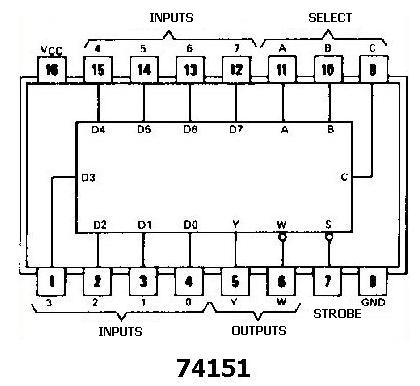 INPUTS SELECT
VCC 4 5 6 7 A B C
16 15 14 13 12 11 10 9
D4 D5 D6 D7 A B
D3 C
D2 D1 D0 Y W S
1 2 3 4 5 6 7 8
3 2 1 0 Y W GND
INPUTS OUTPUTS STROBE
74151